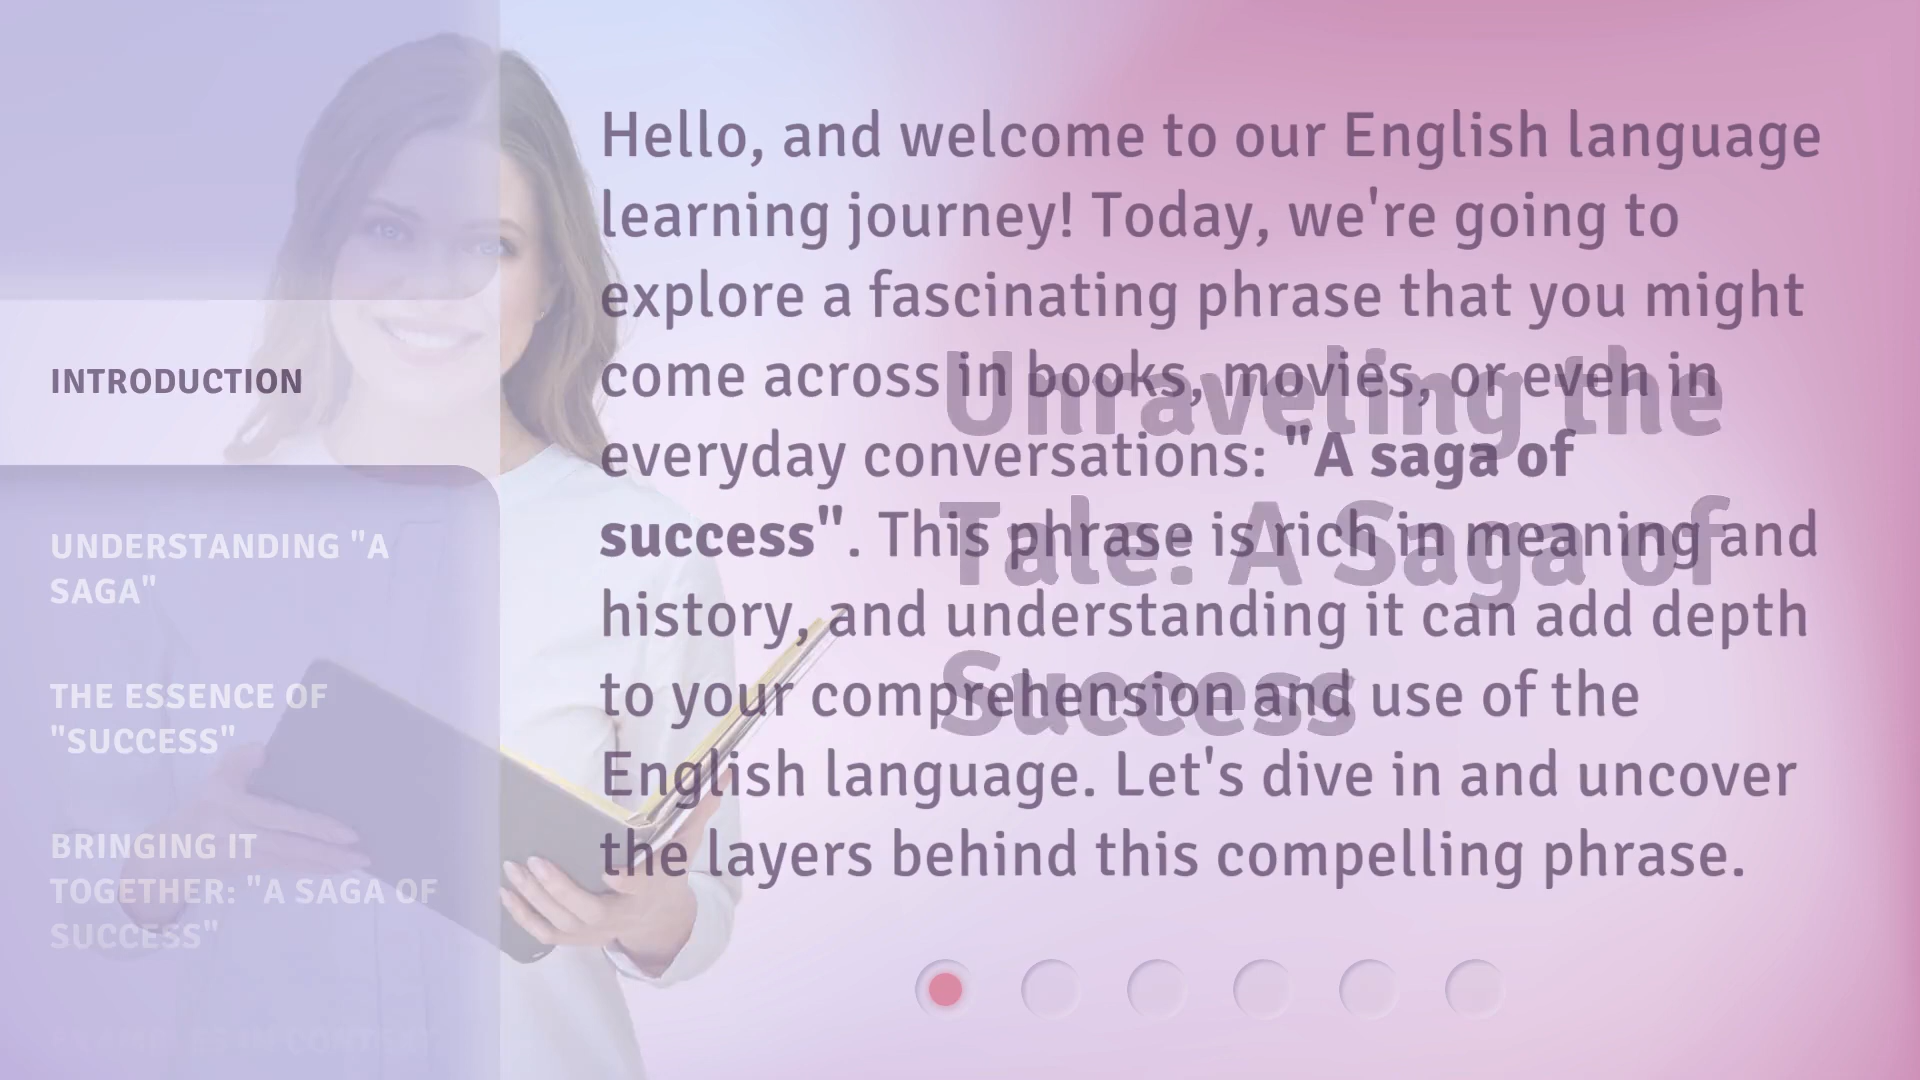 INTRODUCTION
UNDERSTANDING "A
SAGA"
THE ESSENCE OF
"SUCCESS"
BRINGING IT
TOGETHER: "A SAGA OF
SUCCESS"
EXAMPLES IN CONTEXT
Hello, and welcome to our English language
learning journey! Today, we're going to
explore a fascinating phrase that you might
come across in books, movies, or even in
everyday conversations: "A saga of
success". This phrase is rich in meaning and
history, and understanding it can add depth
to your comprehension and use of the
English language. Let's dive in and uncover
the layers behind this compelling phrase.
Unraveling the
Tale: A Saga of
Success